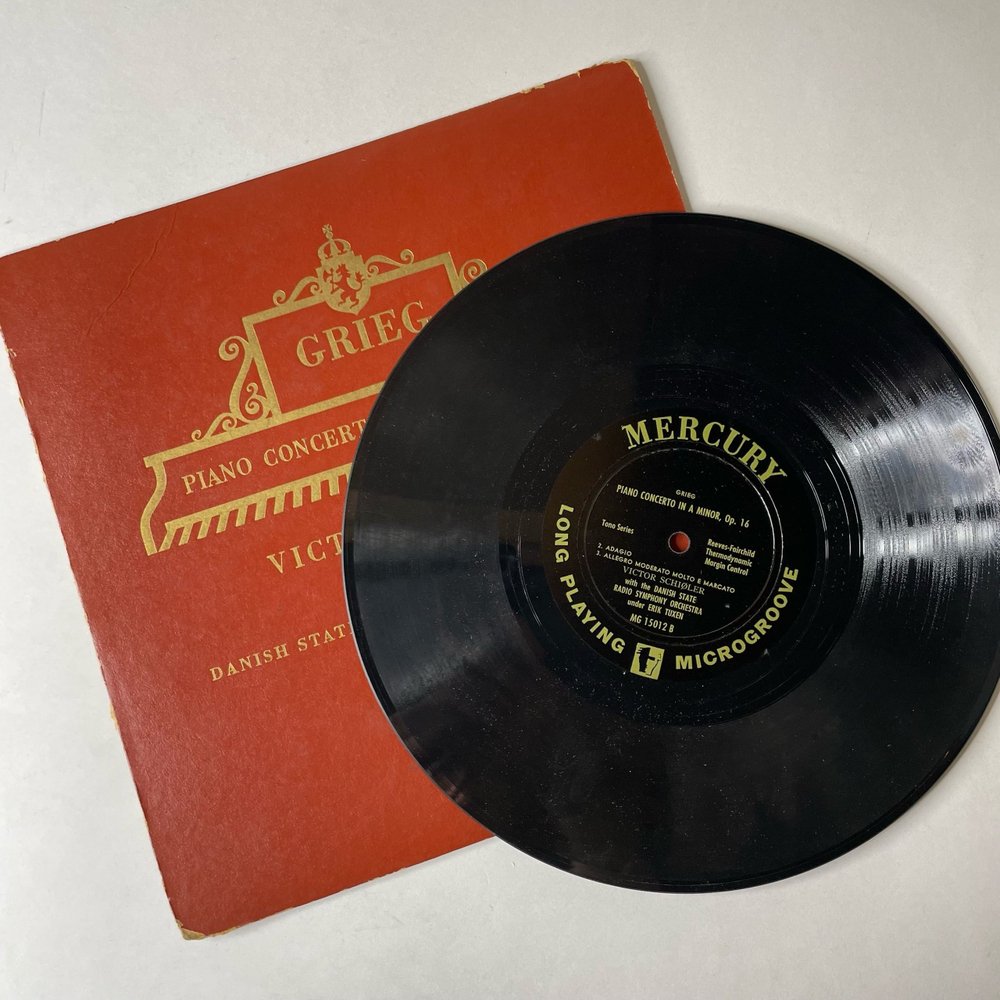 GRIEG
PIANO CONCERT
VICT
DANISH STAT
MERCURY
GRIEG
PIANO CONCERTO IN A MINOR, Op. 16
Tono Series
Reeves-Fairchild
Thermodynamic
Margin Control
2. ADAGIO
3. ALLEGRO MODERATO MOLTO E MARCATO
VICTOR SCHIØLER
with the DANISH STATE
RADIO SYMPHONY ORCHESTRA
under ERIK TUXEN
MG 15012 B
LONG PLAYING MICROGROOVE